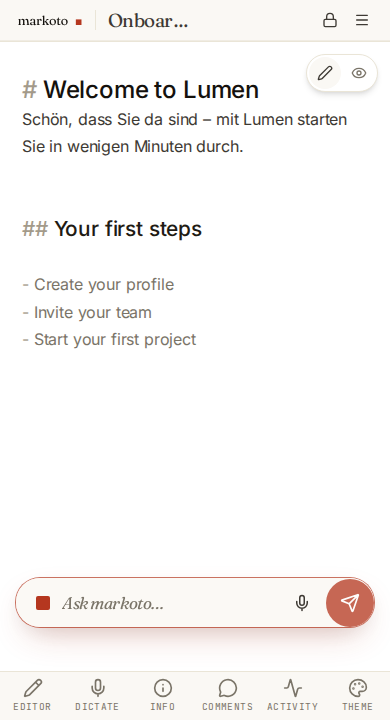 markoto
Onboar...
# Welcome to Lumen
Schön, dass Sie da sind – mit Lumen starten
Sie in wenigen Minuten durch.
## Your first steps
- Create your profile
- Invite your team
- Start your first project
Ask markoto...
EDITOR DICTATE INFO COMMENTS ACTIVITY THEME